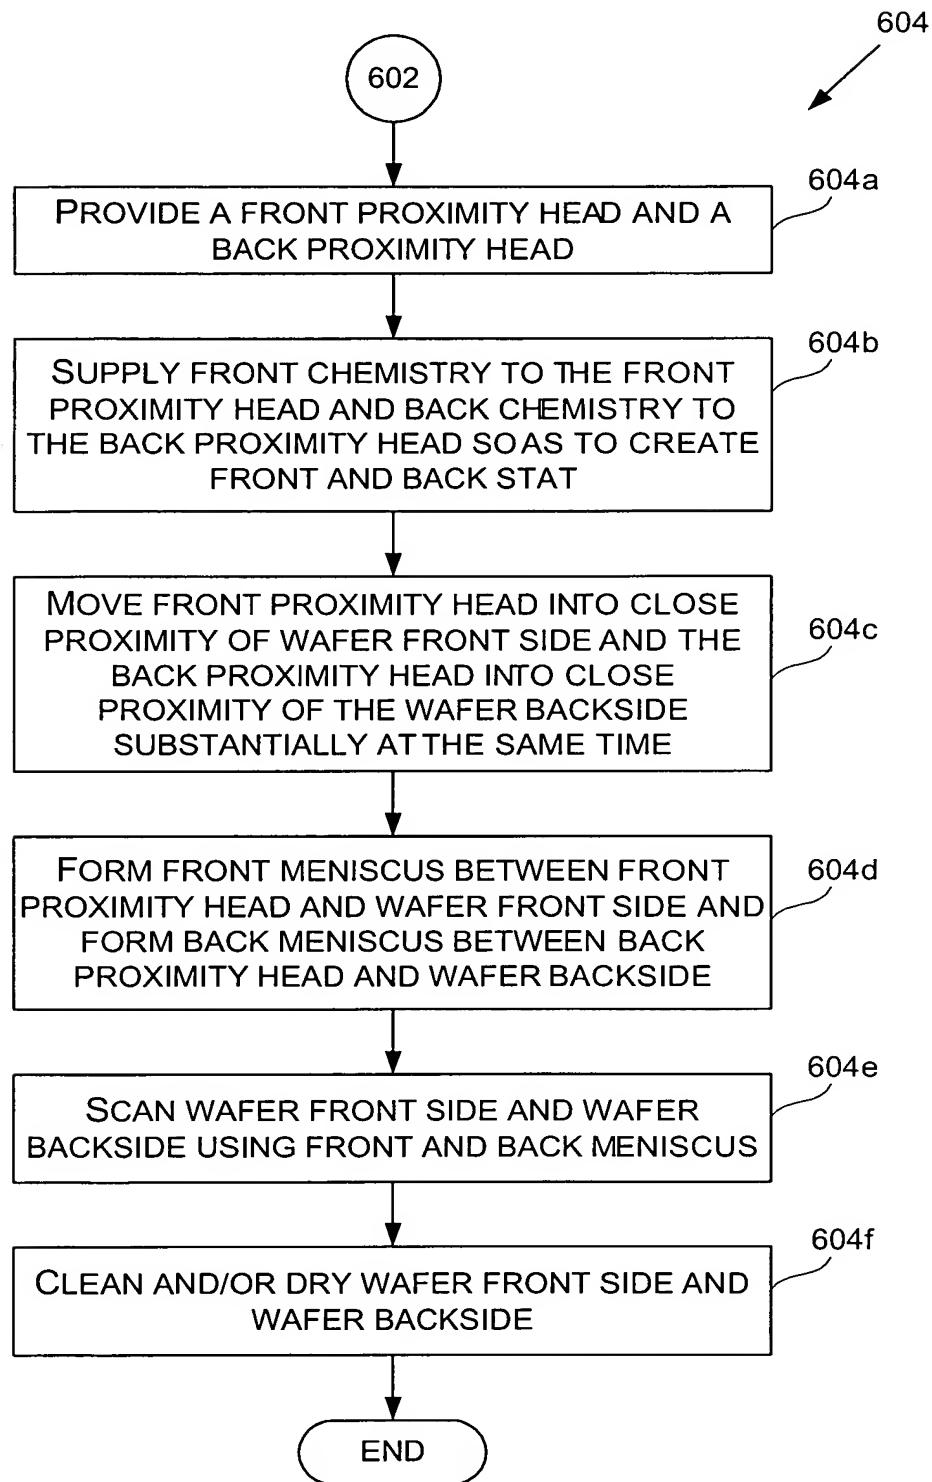 604
602
604a
PROVIDE A FRONT PROXIMITY HEAD AND A
BACK PROXIMITY HEAD
604b
SUPPLY FRONT CHEMISTRY TO THE FRONT
PROXIMITY HEAD AND BACK CHEMISTRY TO
THE BACK PROXIMITY HEAD SO AS TO CREATE
FRONT AND BACK STAT
604c
MOVE FRONT PROXIMITY HEAD INTO CLOSE
PROXIMITY OF WAFER FRONT SIDE AND THE
BACK PROXIMITY HEAD INTO CLOSE
PROXIMITY OF THE WAFER BACKSIDE
SUBSTANTIALLY AT THE SAME TIME
604d
FORM FRONT MENISCUS BETWEEN FRONT
PROXIMITY HEAD AND WAFER FRONT SIDE AND
FORM BACK MENISCUS BETWEEN BACK
PROXIMITY HEAD AND WAFER BACKSIDE
604e
SCAN WAFER FRONT SIDE AND WAFER
BACKSIDE USING FRONT AND BACK MENISCUS
604f
CLEAN AND/OR DRY WAFER FRONT SIDE AND
WAFER BACKSIDE
END